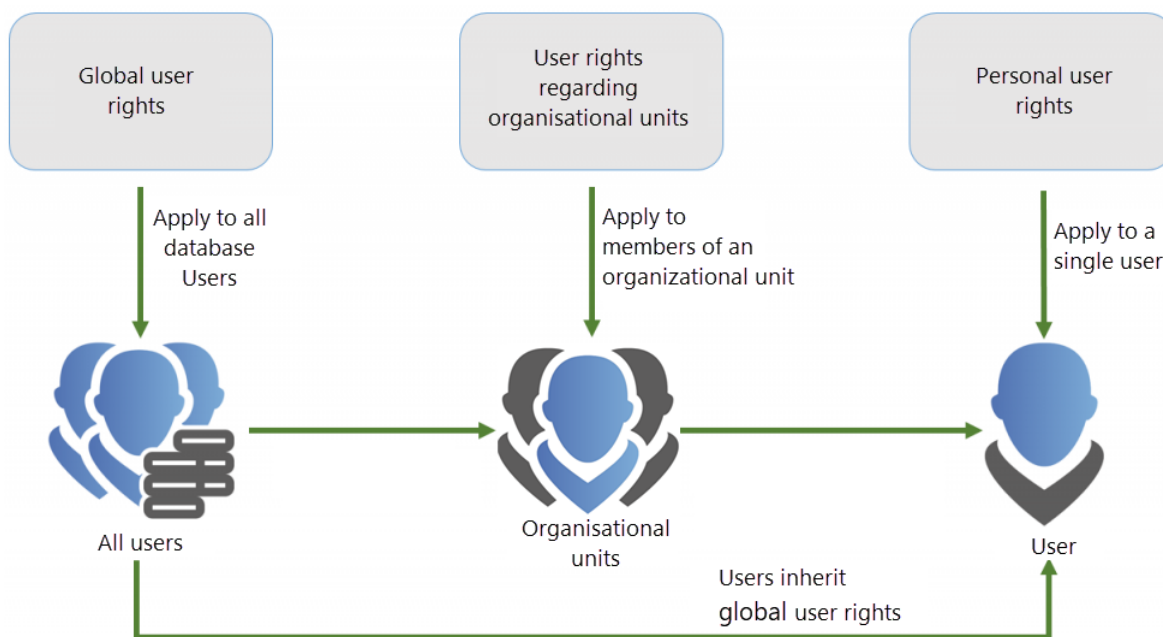 Global user
rights
User rights
regarding
organisational units
Personal user
rights
Apply to all
database
Users
Apply to
members of an
organizational unit
Apply to a
single user
All users
Organisational
units
User
Users inherit
global user rights